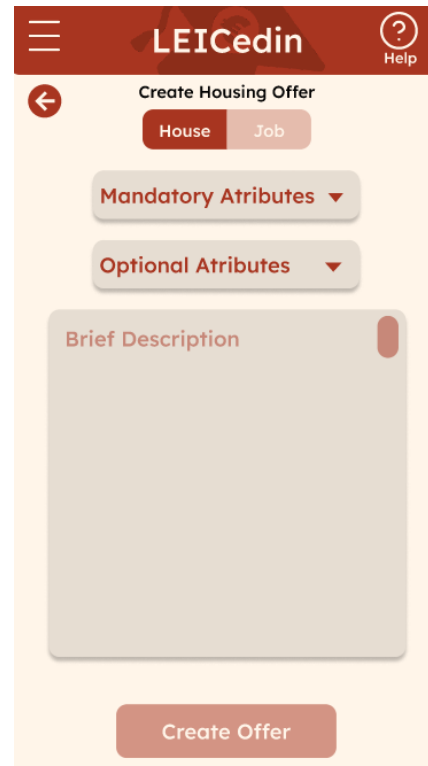 LEICedin
?
Help
Create Housing Offer
House Job
Mandatory Atributes
Optional Atributes
Brief Description
Create Offer